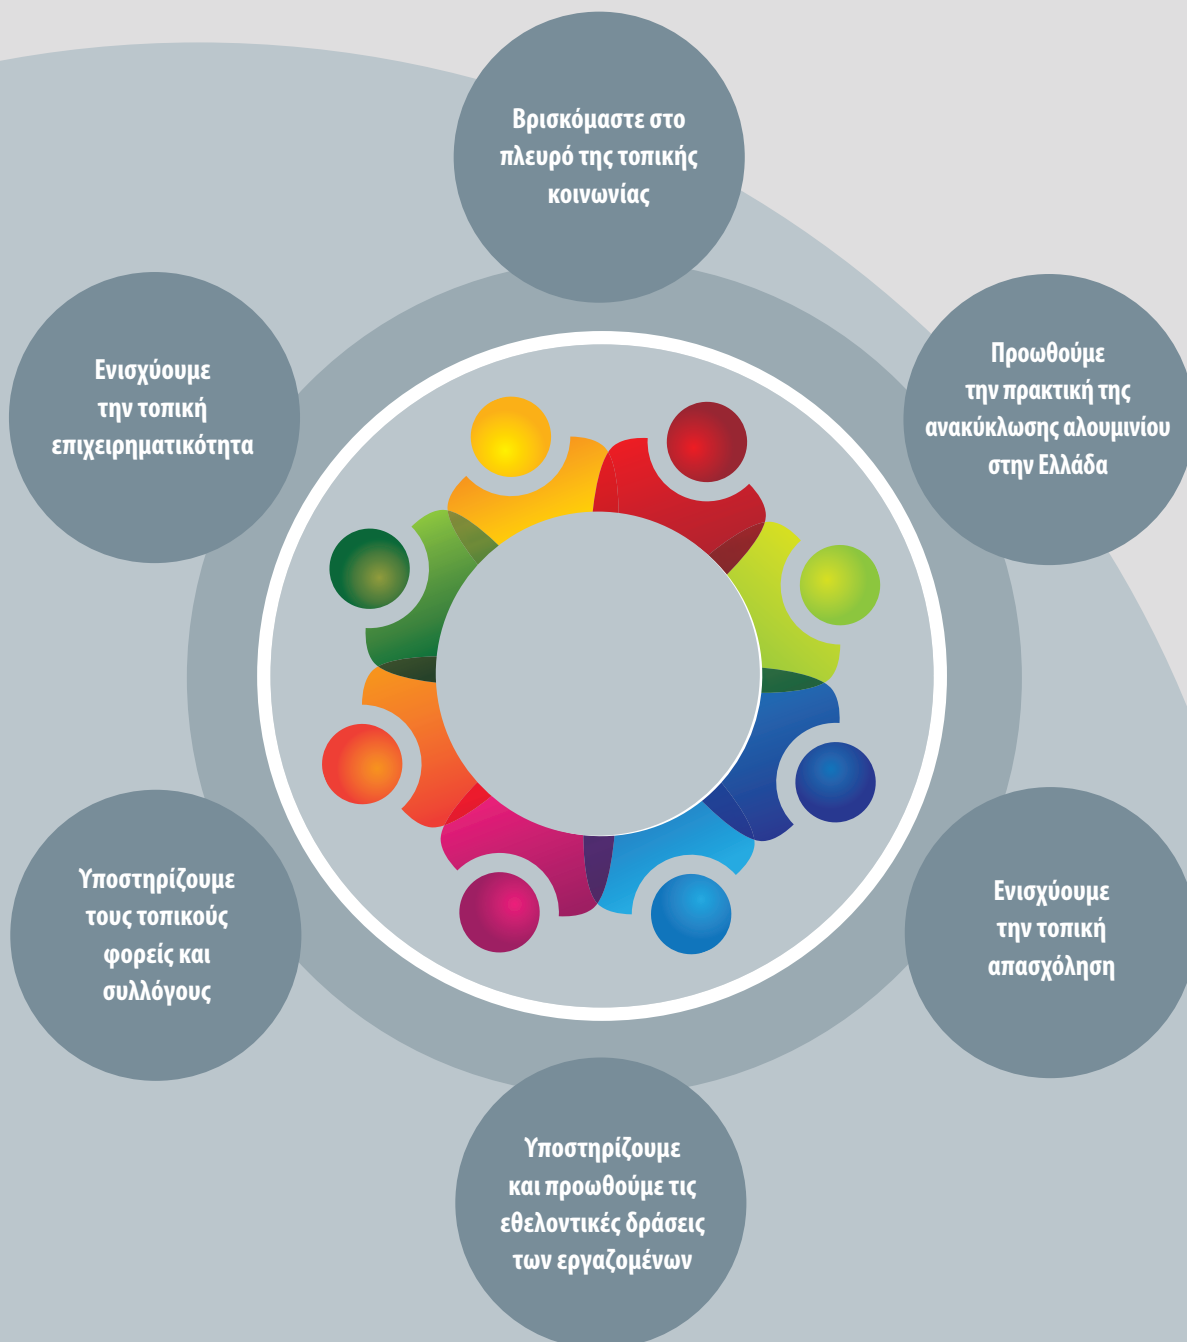 Βρισκόμαστε στο
πλευρό της τοπικής
κοινωνίας
Ενισχύουμε
την τοπική
επιχειρηματικότητα
Προωθούμε
την πρακτική της
ανακύκλωσης αλουμινίου
στην Ελλάδα
Υποστηρίζουμε
τους τοπικούς
φορείς και
συλλόγους
Ενισχύουμε
την τοπική
απασχόληση
Υποστηρίζουμε
και προωθούμε τις
εθελοντικές δράσεις
των εργαζομένων